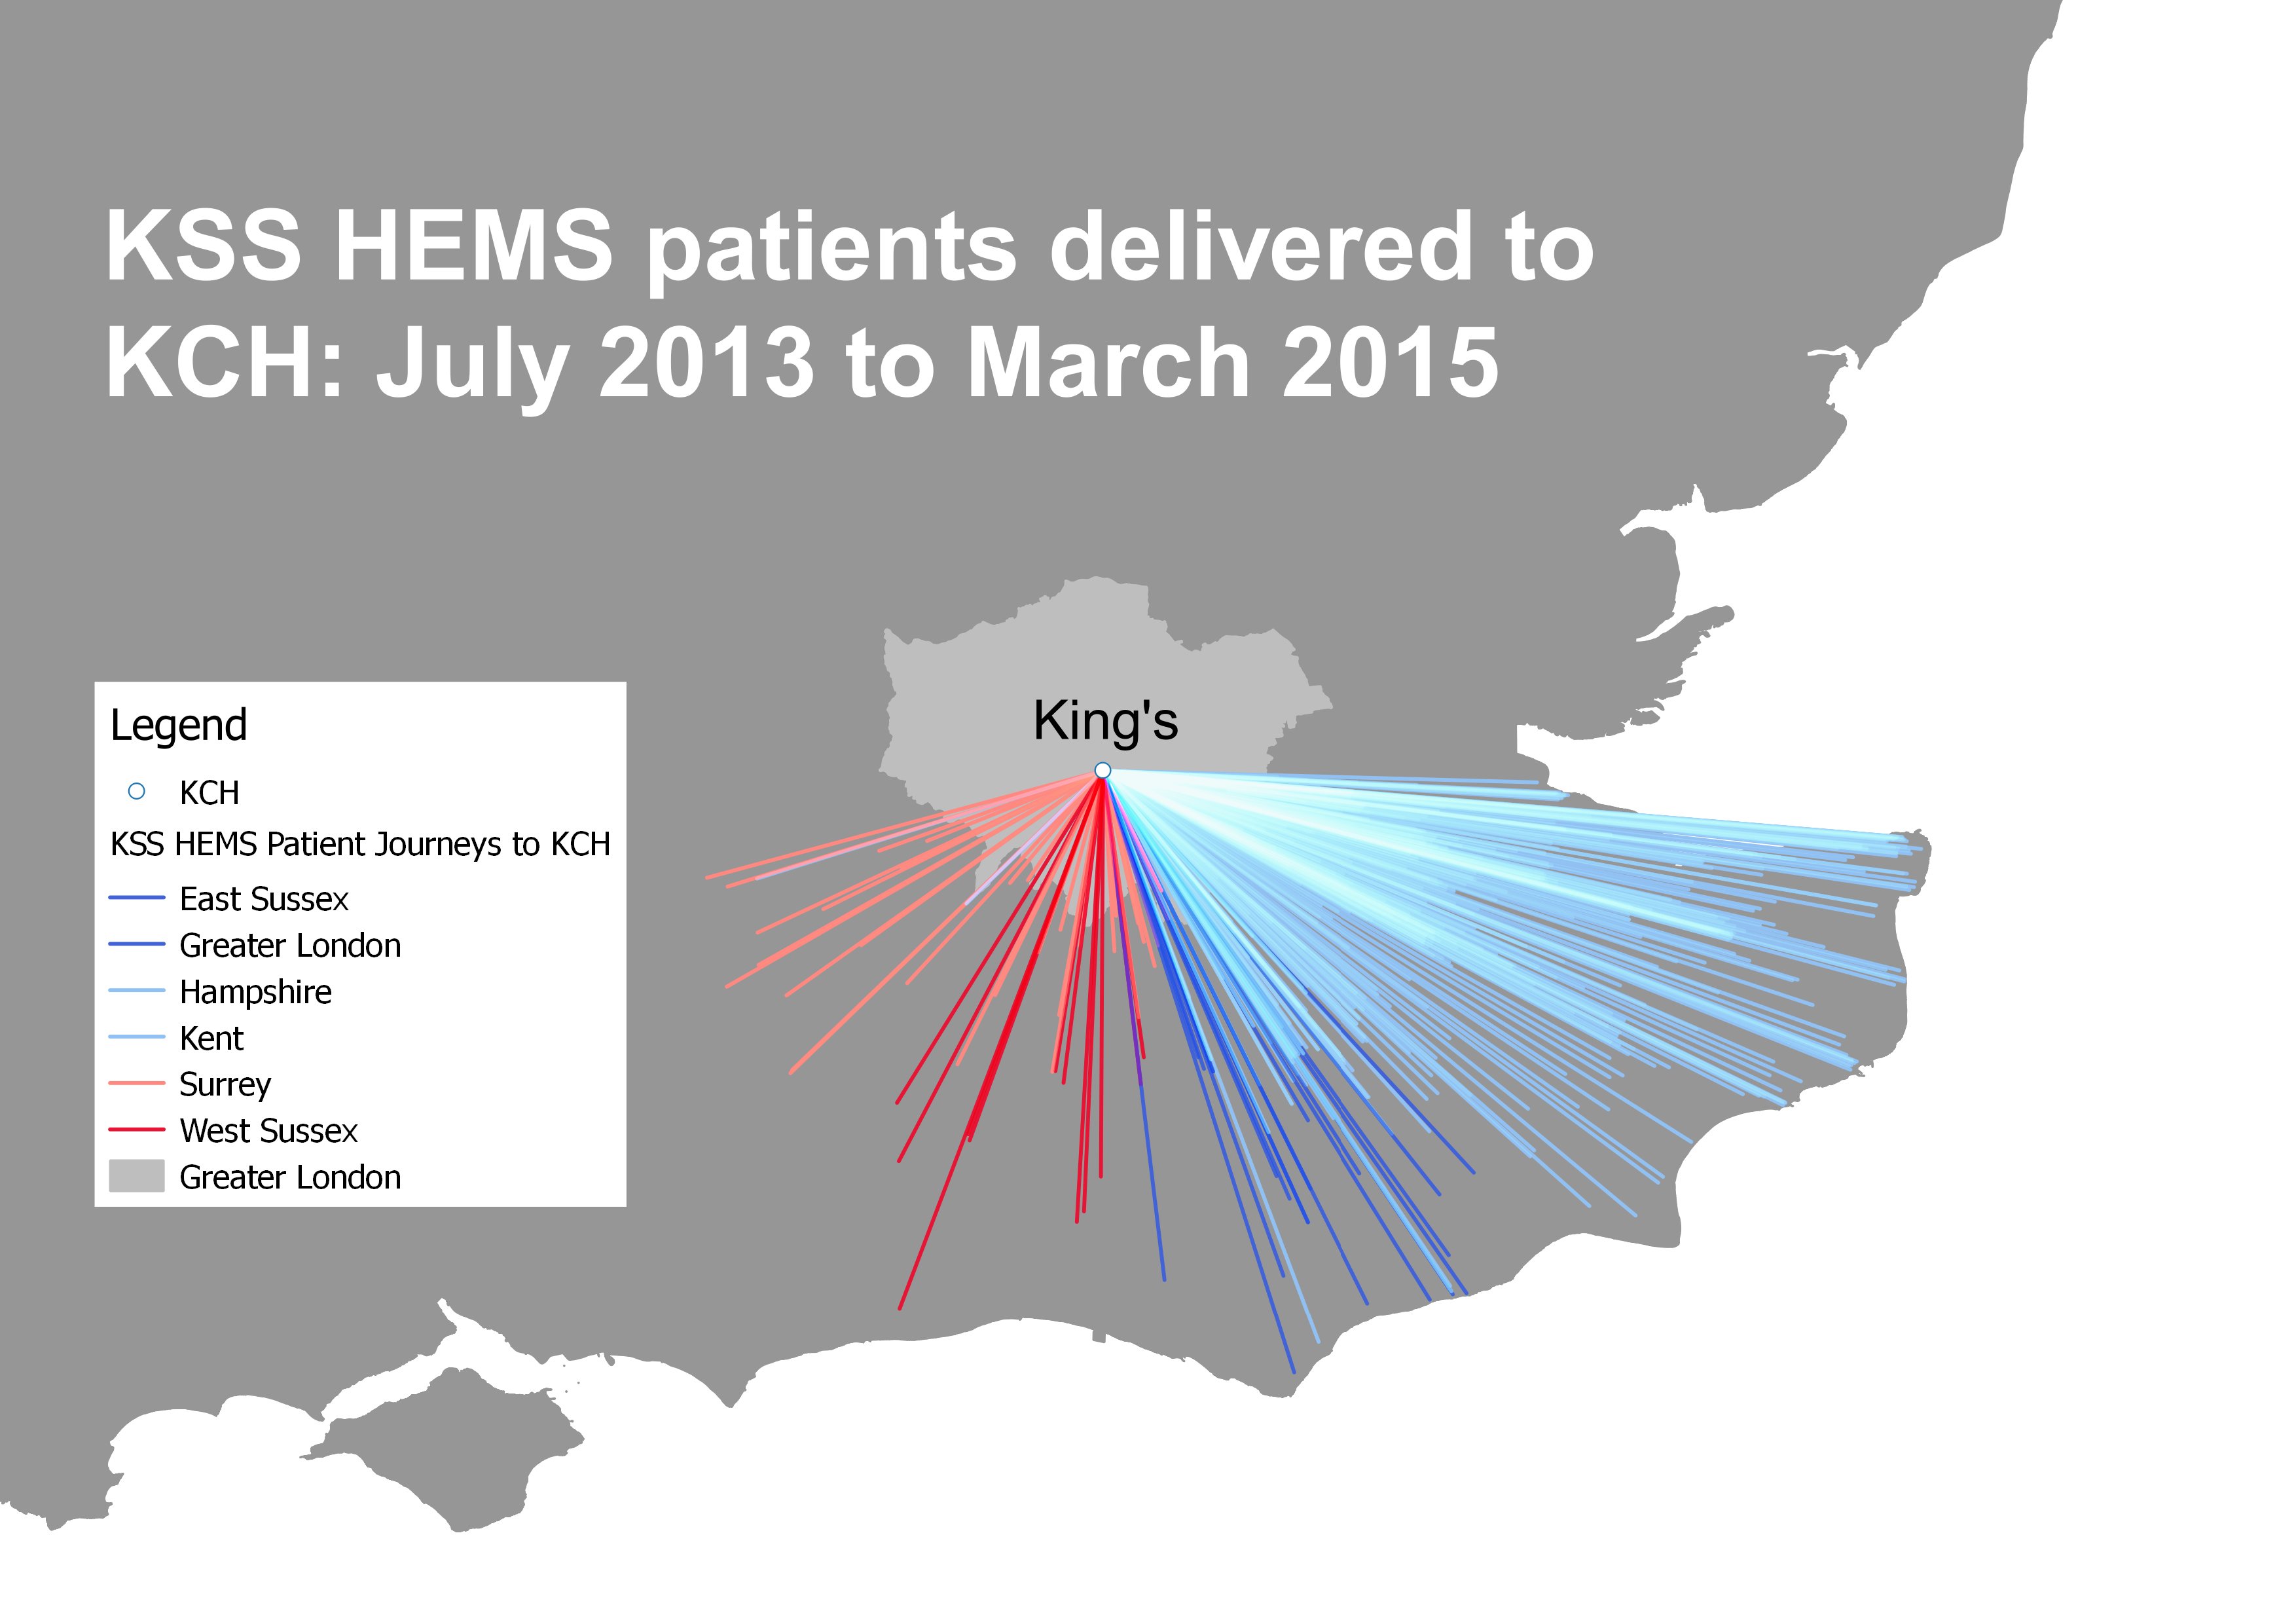 KSS HEMS patients delivered to
KCH: July 2013 to March 2015
King's
Legend
KCH
KSS HEMS Patient Journeys to KCH
East Sussex
Greater London
Hampshire
Kent
Surrey
West Sussex
Greater London